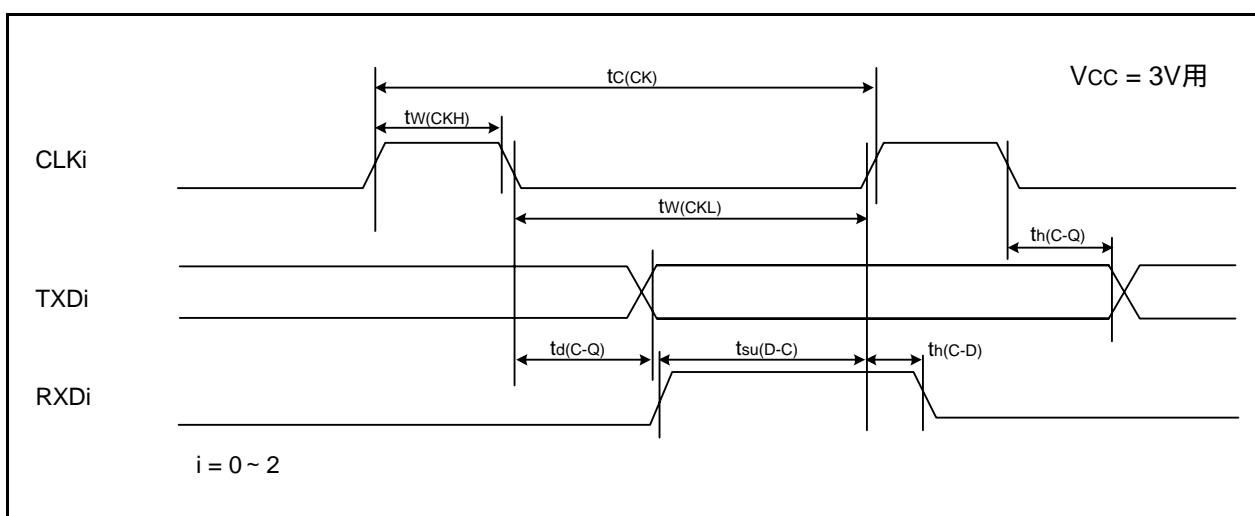 VCC = 3V用
tC(CK)
tW(CKH)
CLKi
tW(CKL)
th(C-Q)
TXDi
td(C-Q)
tsu(D-C)
th(C-D)
RXDi
i = 0 ~ 2